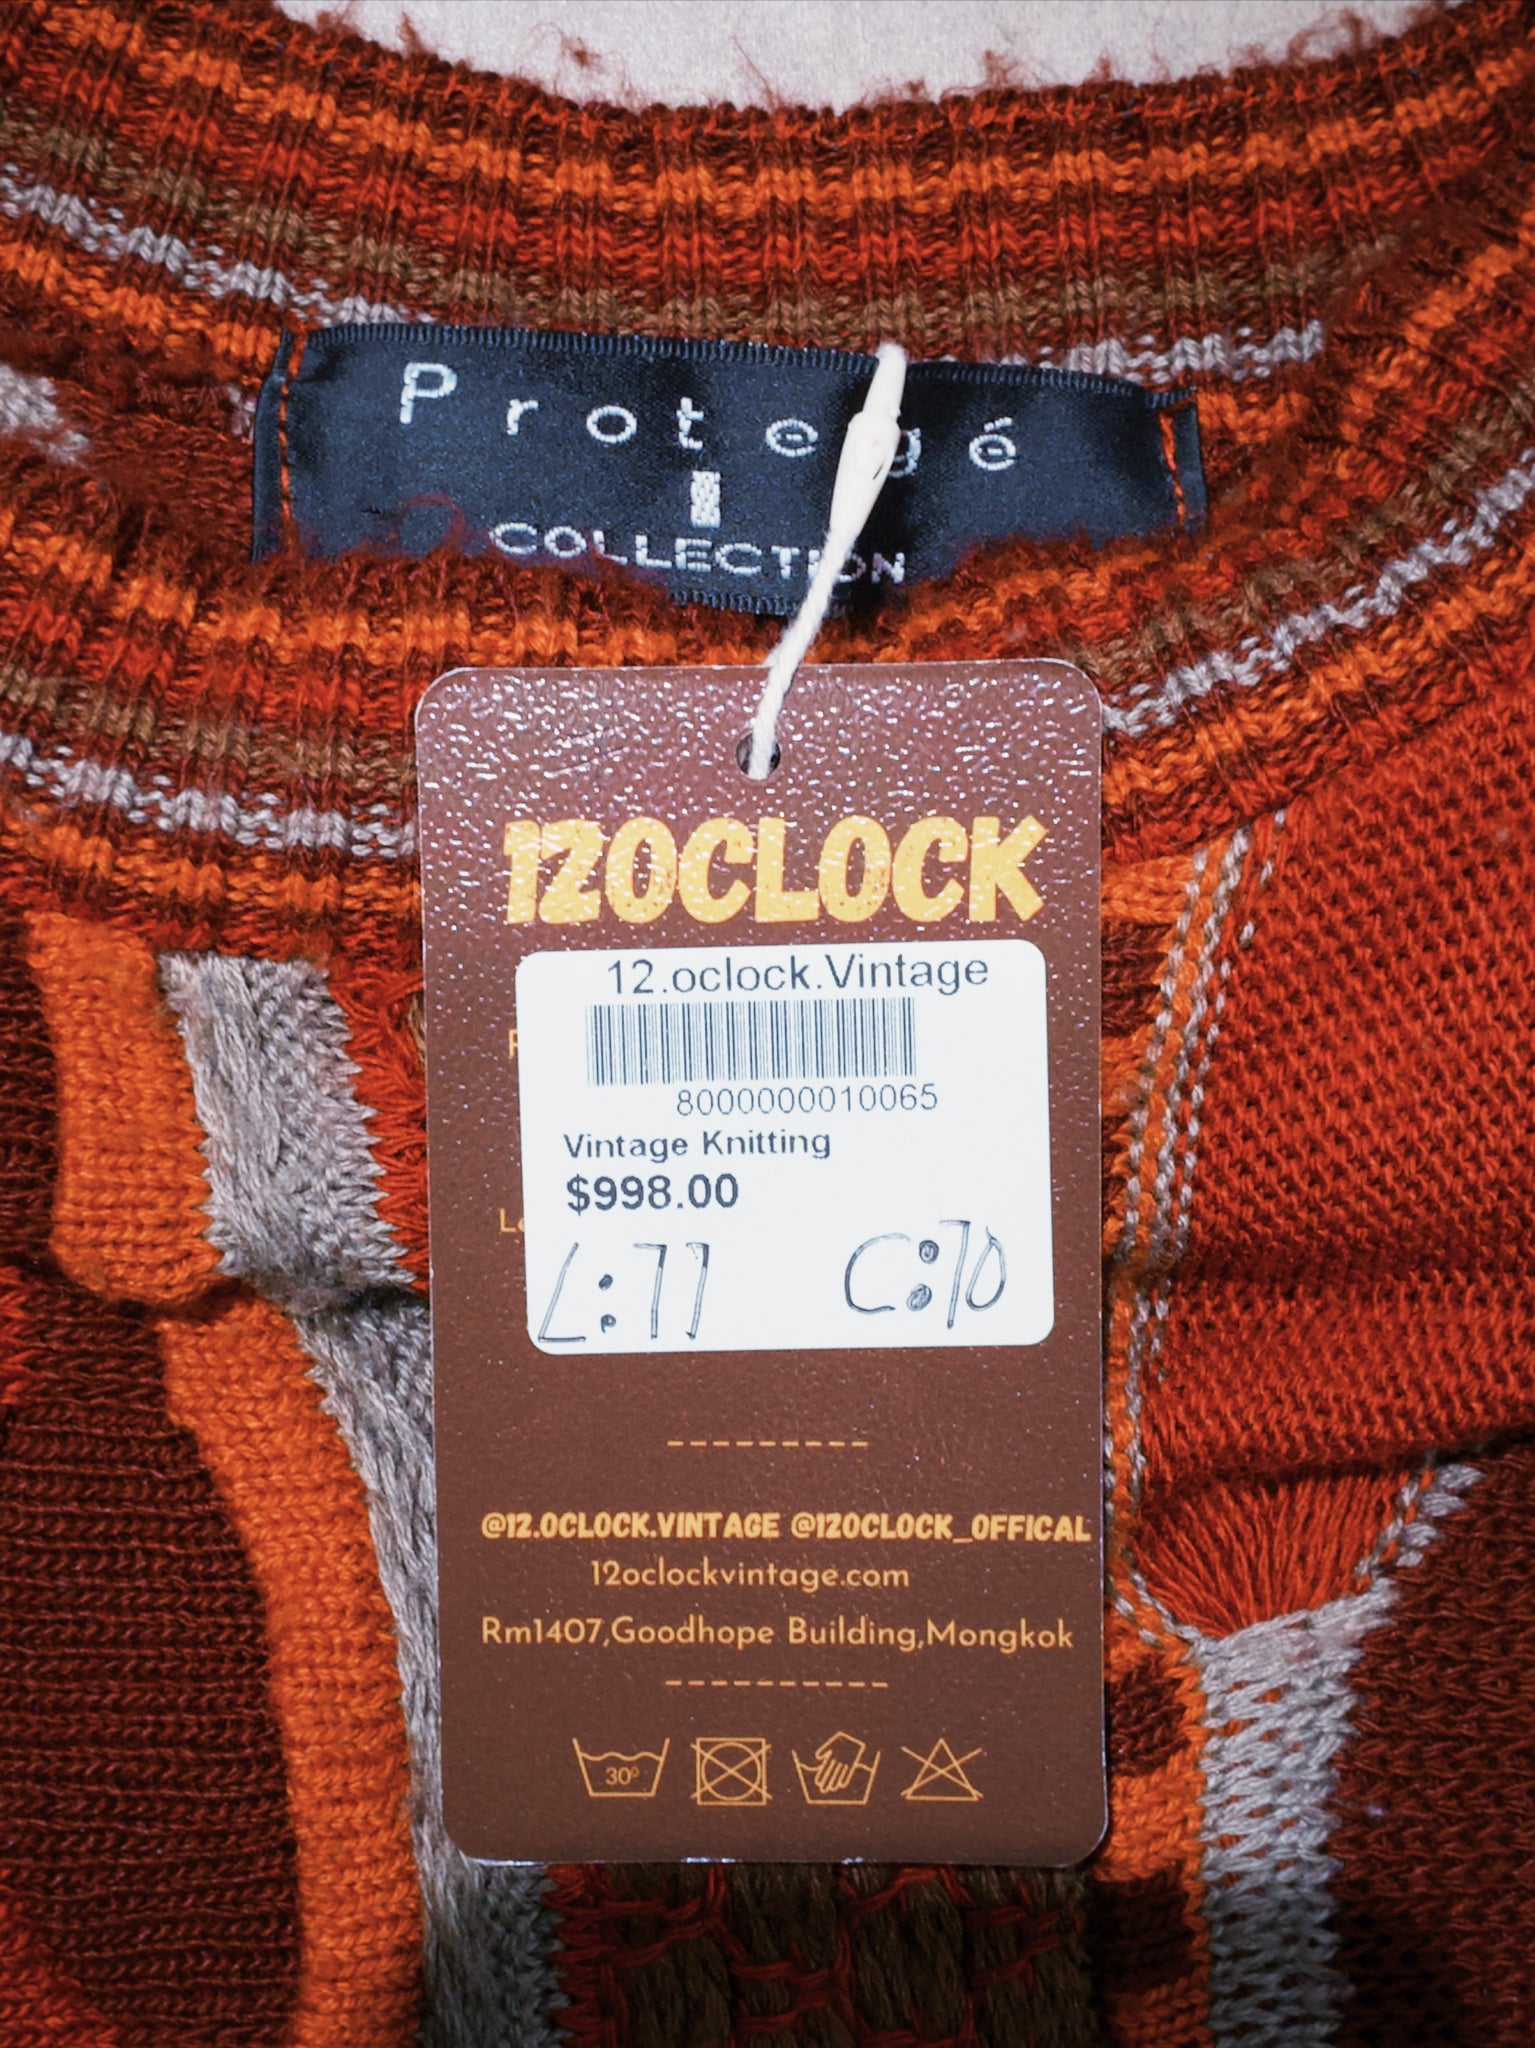 Protegé
COLLECTION
12OCLOCK
12.oclock.Vintage
8000000010065
Vintage Knitting
$998.00
L:77 C:70
@12.OCLOCK.VINTAGE @12OCLOCK_OFFICAL
12oclockvintage.com
Rm1407,Goodhope Building,Mongkok
30°